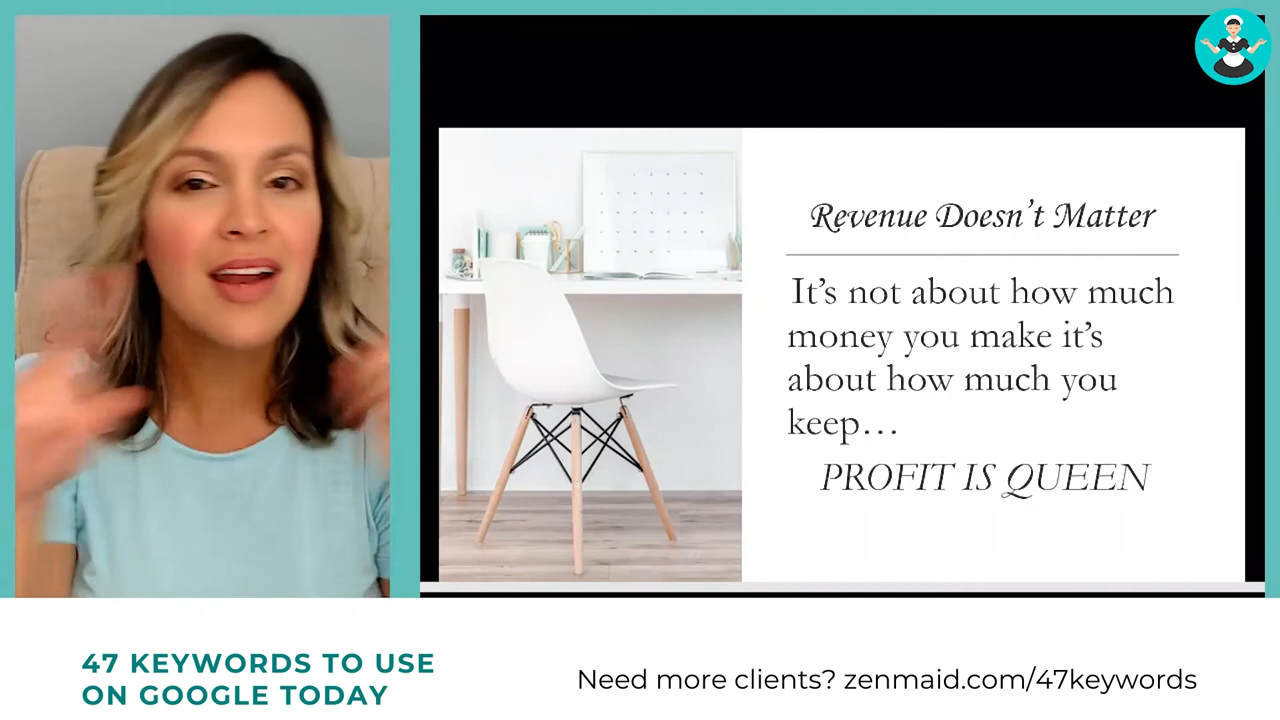 Revenue Doesn't Matter
It's not about how much
money you make it's
about how much you
keep...
PROFIT IS QUEEN
47 KEYWORDS TO USE
ON GOOGLE TODAY
Need more clients? zenmaid.com/47keywords